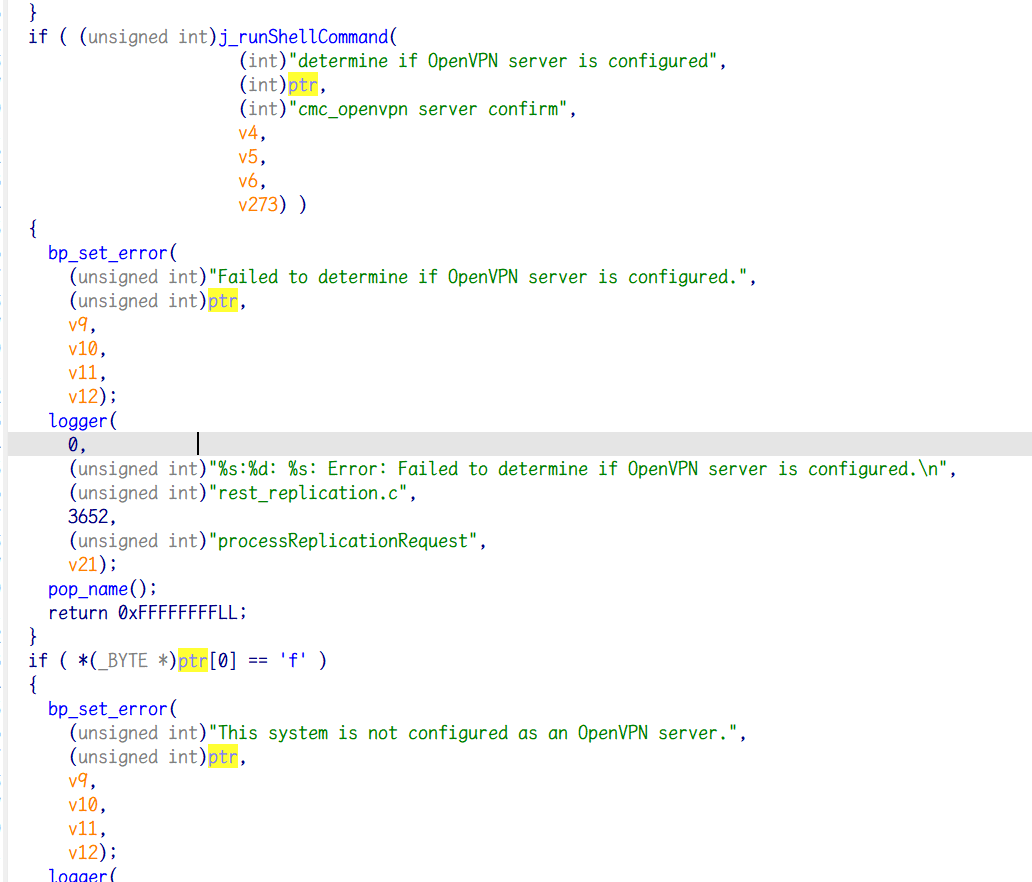 }
if ( (unsigned int)j_runShellCommand(
(int)"determine if OpenVPN server is configured",
(int)ptr,
(int)"cmc_openvpn server confirm",
v4,
v5,
v6,
v273) )
{
bp_set_error(
(unsigned int)"Failed to determine if OpenVPN server is configured.",
(unsigned int)ptr,
v9,
v10,
v11,
v12);
logger(
0,
(unsigned int)"%s:%d: %s: Error: Failed to determine if OpenVPN server is configured.\n",
(unsigned int)"rest_replication.c",
3652,
(unsigned int)"processReplicationRequest",
v21);
pop_name();
return 0xFFFFFFFFLL;
}
if ( *(_BYTE *)ptr[0] == 'f' )
{
bp_set_error(
(unsigned int)"This system is not configured as an OpenVPN server.",
(unsigned int)ptr,
v9,
v10,
v11,
v12);
logger(